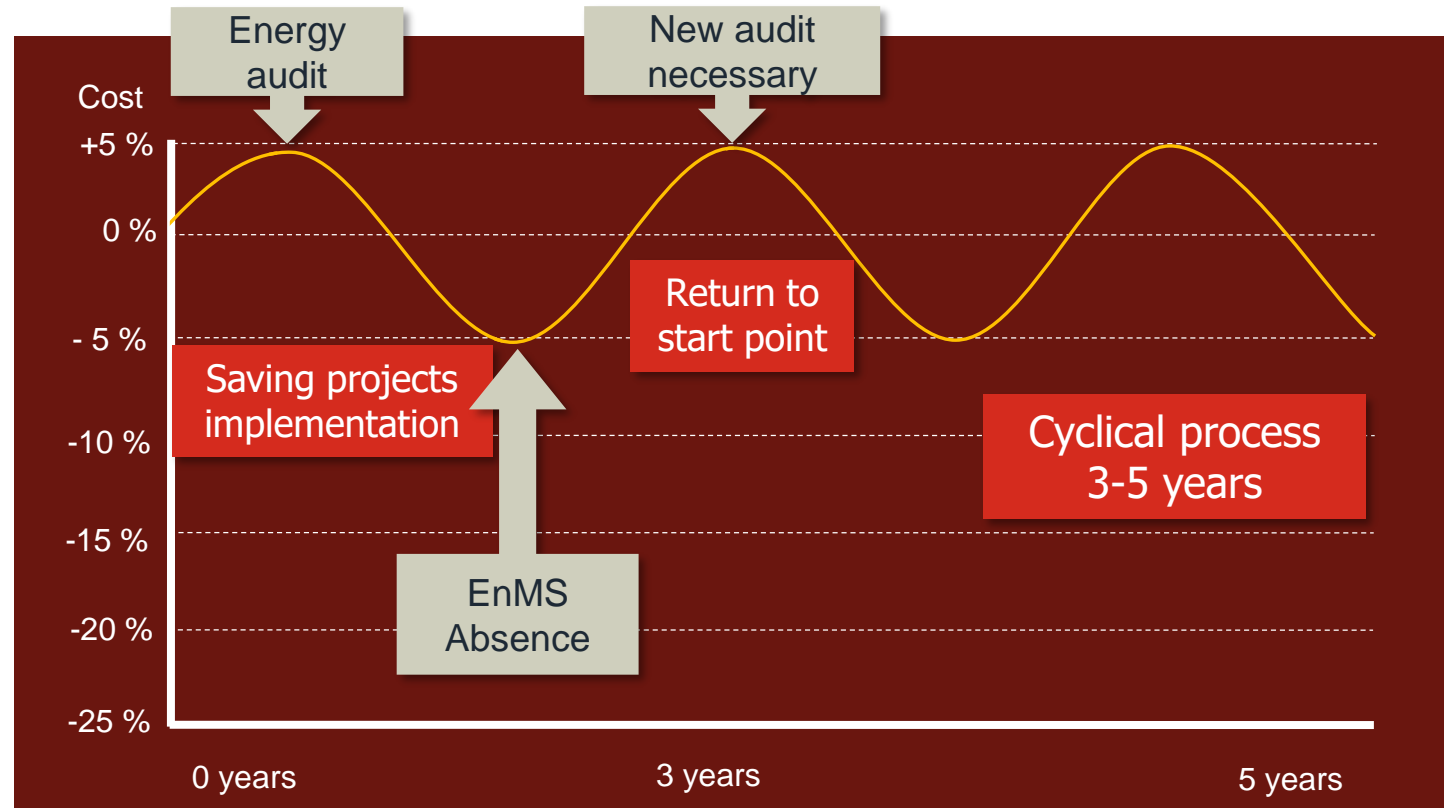 Energy
audit
New audit
necessary
Cost
+5 %
0 %
- 5 %
-10 %
-15 %
-20 %
-25 %
Saving projects
implementation
Return to
start point
Cyclical process
3-5 years
EnMS
Absence
0 years
3 years
5 years